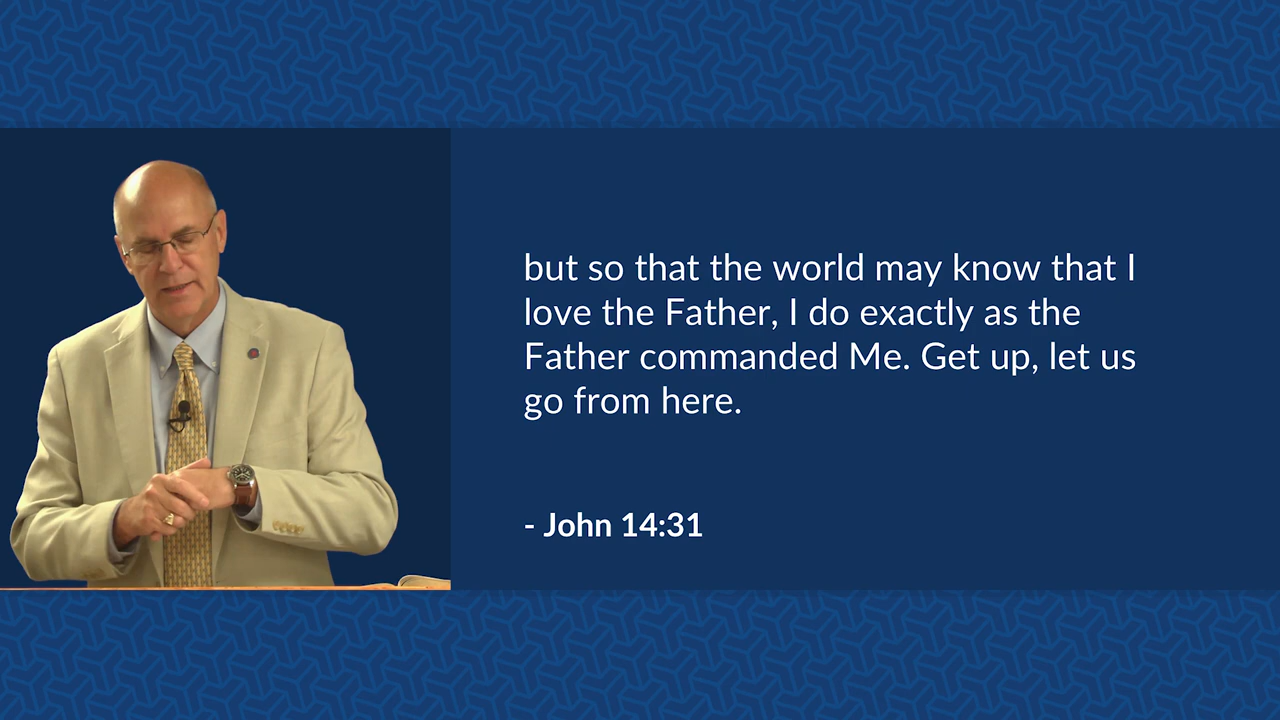 but so that the world may know that I
love the Father, I do exactly as the
Father commanded Me. Get up, let us
go from here.
- John 14:31